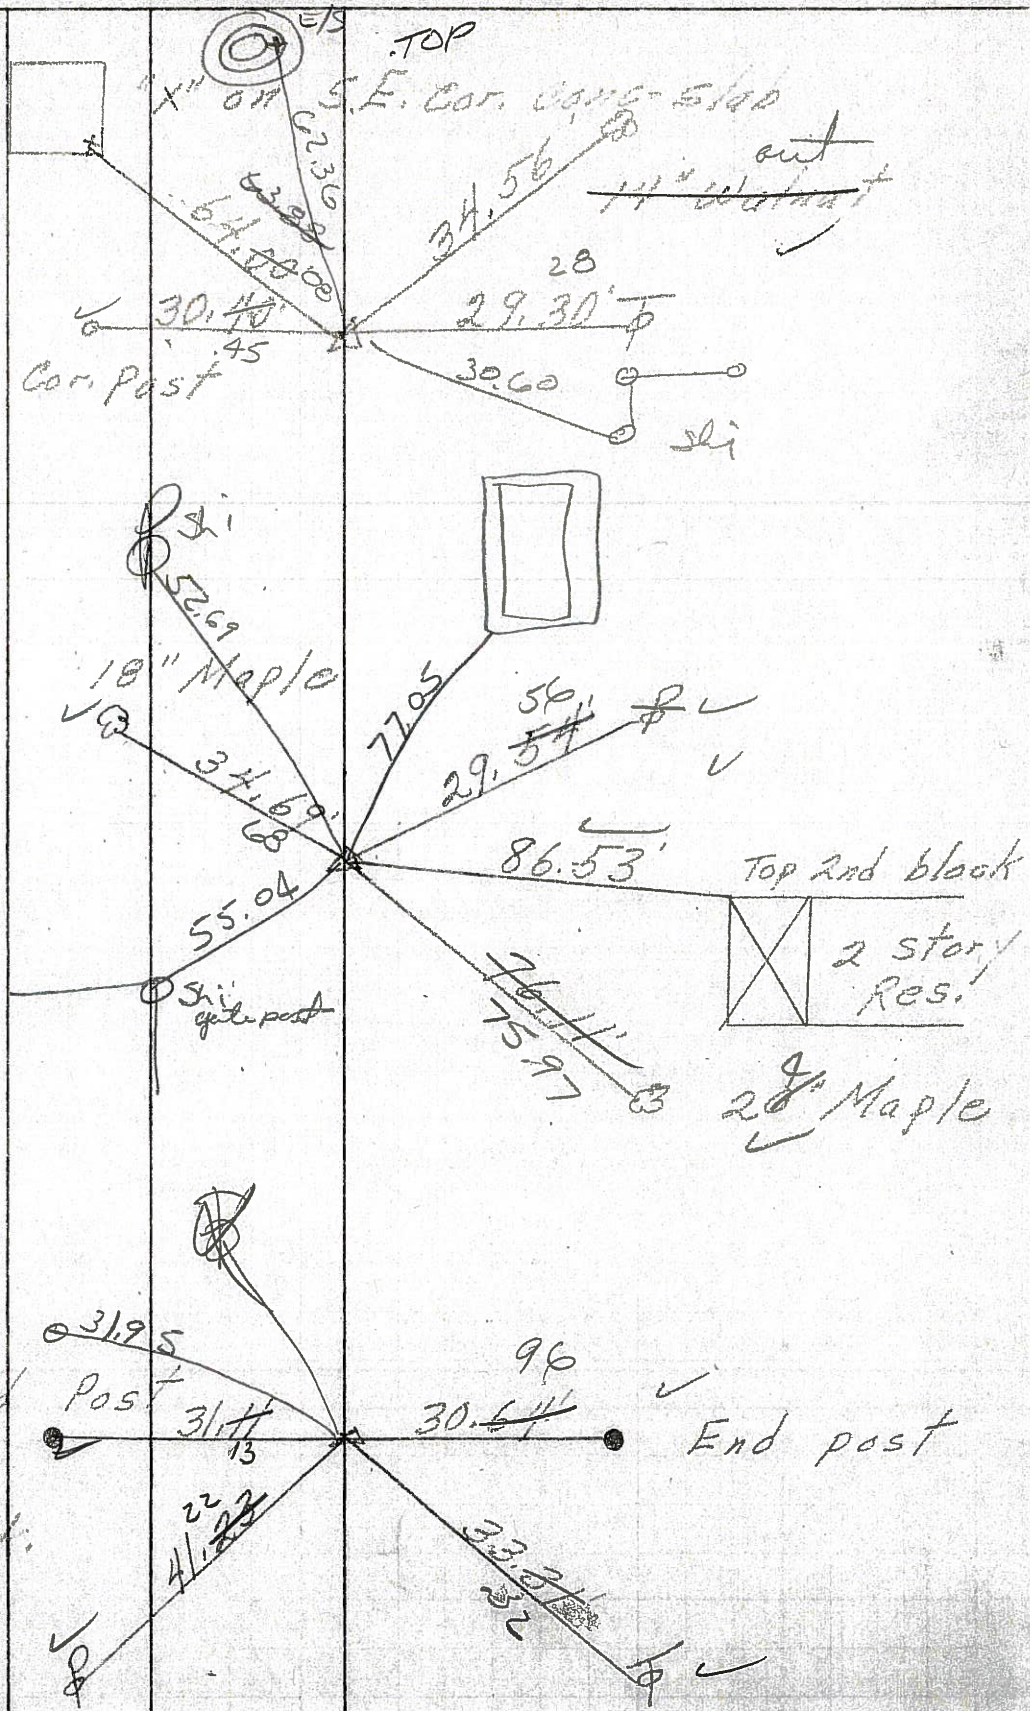 E/S
.TOP
"X" on S.E. Cor. conc. slab
62.36
34.56
out
14" Walnut
63.88
64.00 08
28
30.40'
29.30'
.45
Cor. Post
30.60
shi
shi
52.69
18" Maple
77.05
56
29.54'
34.69'
68
86.53'
Top 2nd block
55.04
2 story
Res.
shi
gate post
76.11'
75.97
28" Maple
31.95
96
Post
31.11'
30.64'
End post
13
22
41.23
33.31'
32